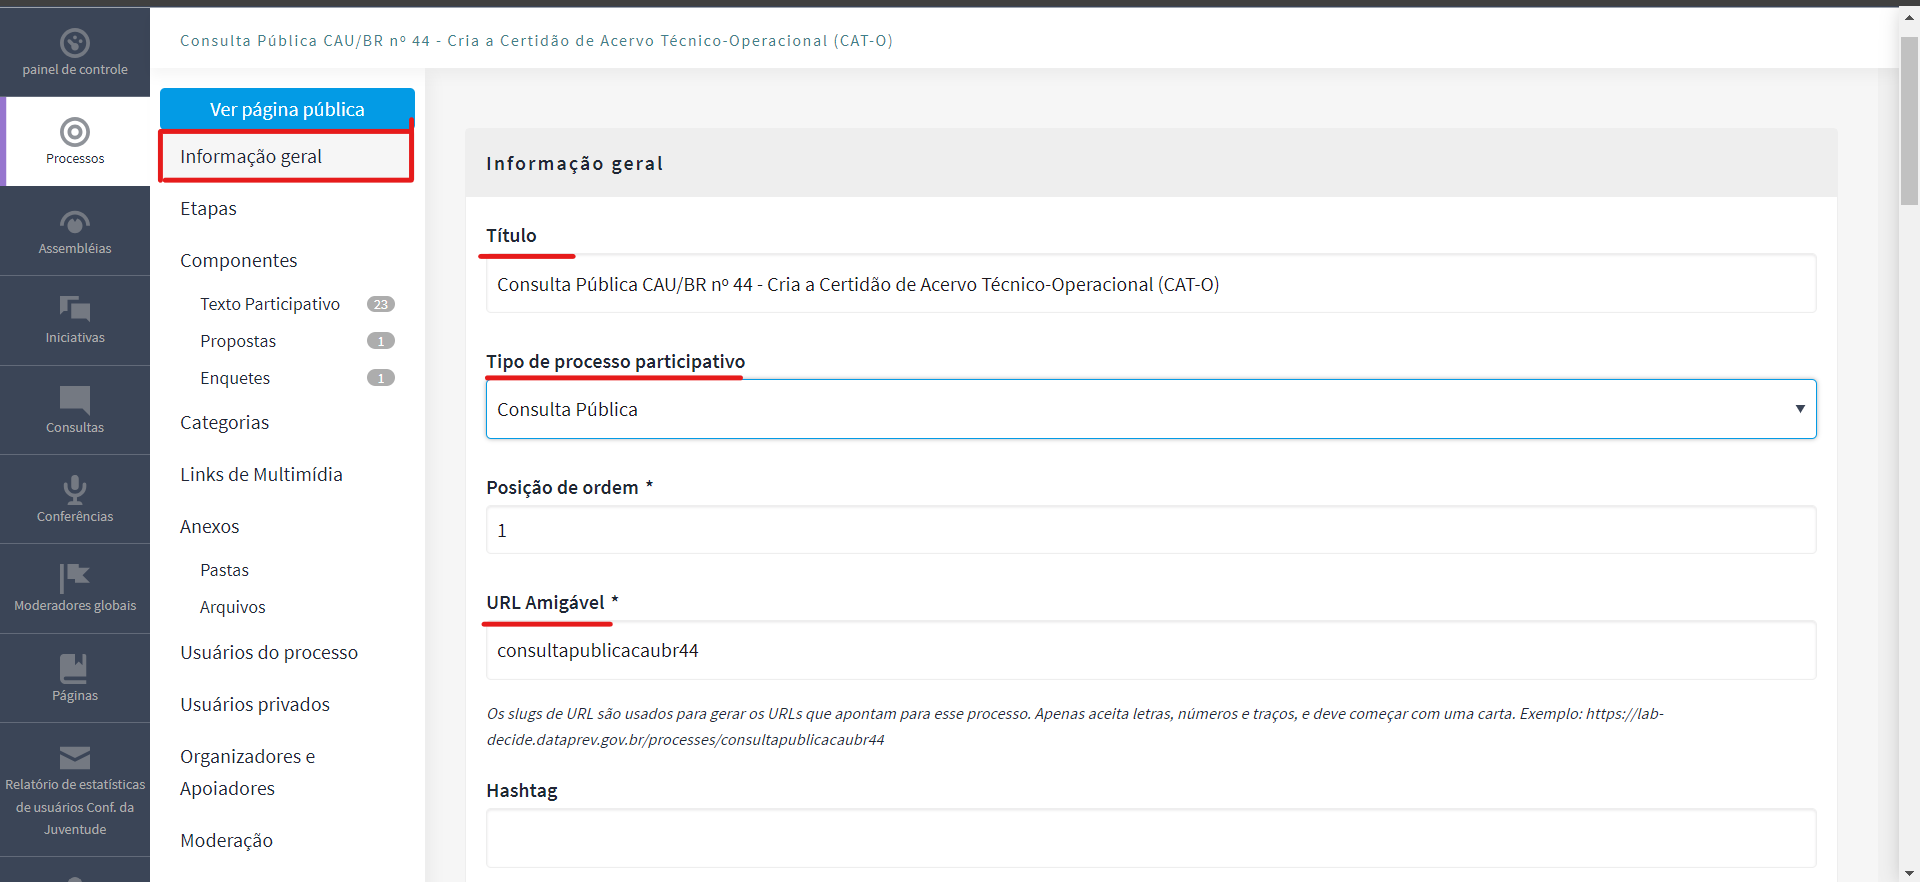 Consulta Pública CAU/BR nº 44 - Cria a Certidão de Acervo Técnico-Operacional (CAT-O)
painel de controle
Processos
Assembléias
Iniciativas
Consultas
Conferências
Moderadores globais
Páginas
Relatório de estatísticas
de usuários Conf. da
Juventude
Ver página pública
Informação geral
Etapas
Componentes
Texto Participativo 23
Propostas 1
Enquetes 1
Categorias
Links de Multimídia
Anexos
Pastas
Arquivos
Usuários do processo
Usuários privados
Organizadores e
Apoiadores
Moderação
Informação geral
Título
Consulta Pública CAU/BR nº 44 - Cria a Certidão de Acervo Técnico-Operacional (CAT-O)
Tipo de processo participativo
Consulta Pública
Posição de ordem *
1
URL Amigável *
consultapublicacaubr44
Os slugs de URL são usados para gerar os URLs que apontam para esse processo. Apenas aceita letras, números e traços, e deve começar com uma carta. Exemplo: https://lab-
decide.dataprev.gov.br/processes/consultapublicacaubr44
Hashtag